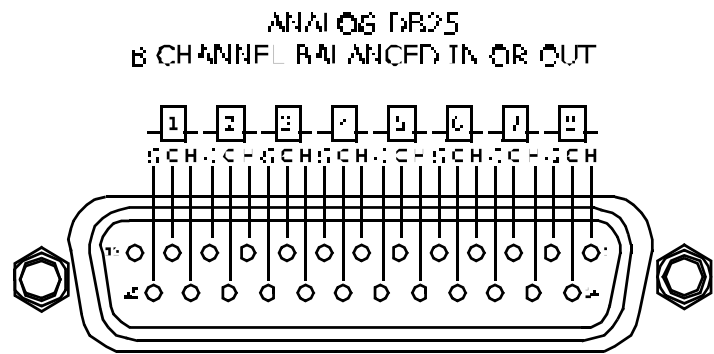 ANALOG DB25
8 CHANNEL BALANCED IN OR OUT
1 2 3 4 5 6 7 8
G C H G C H G C H G C H G C H G C H G C H G C H